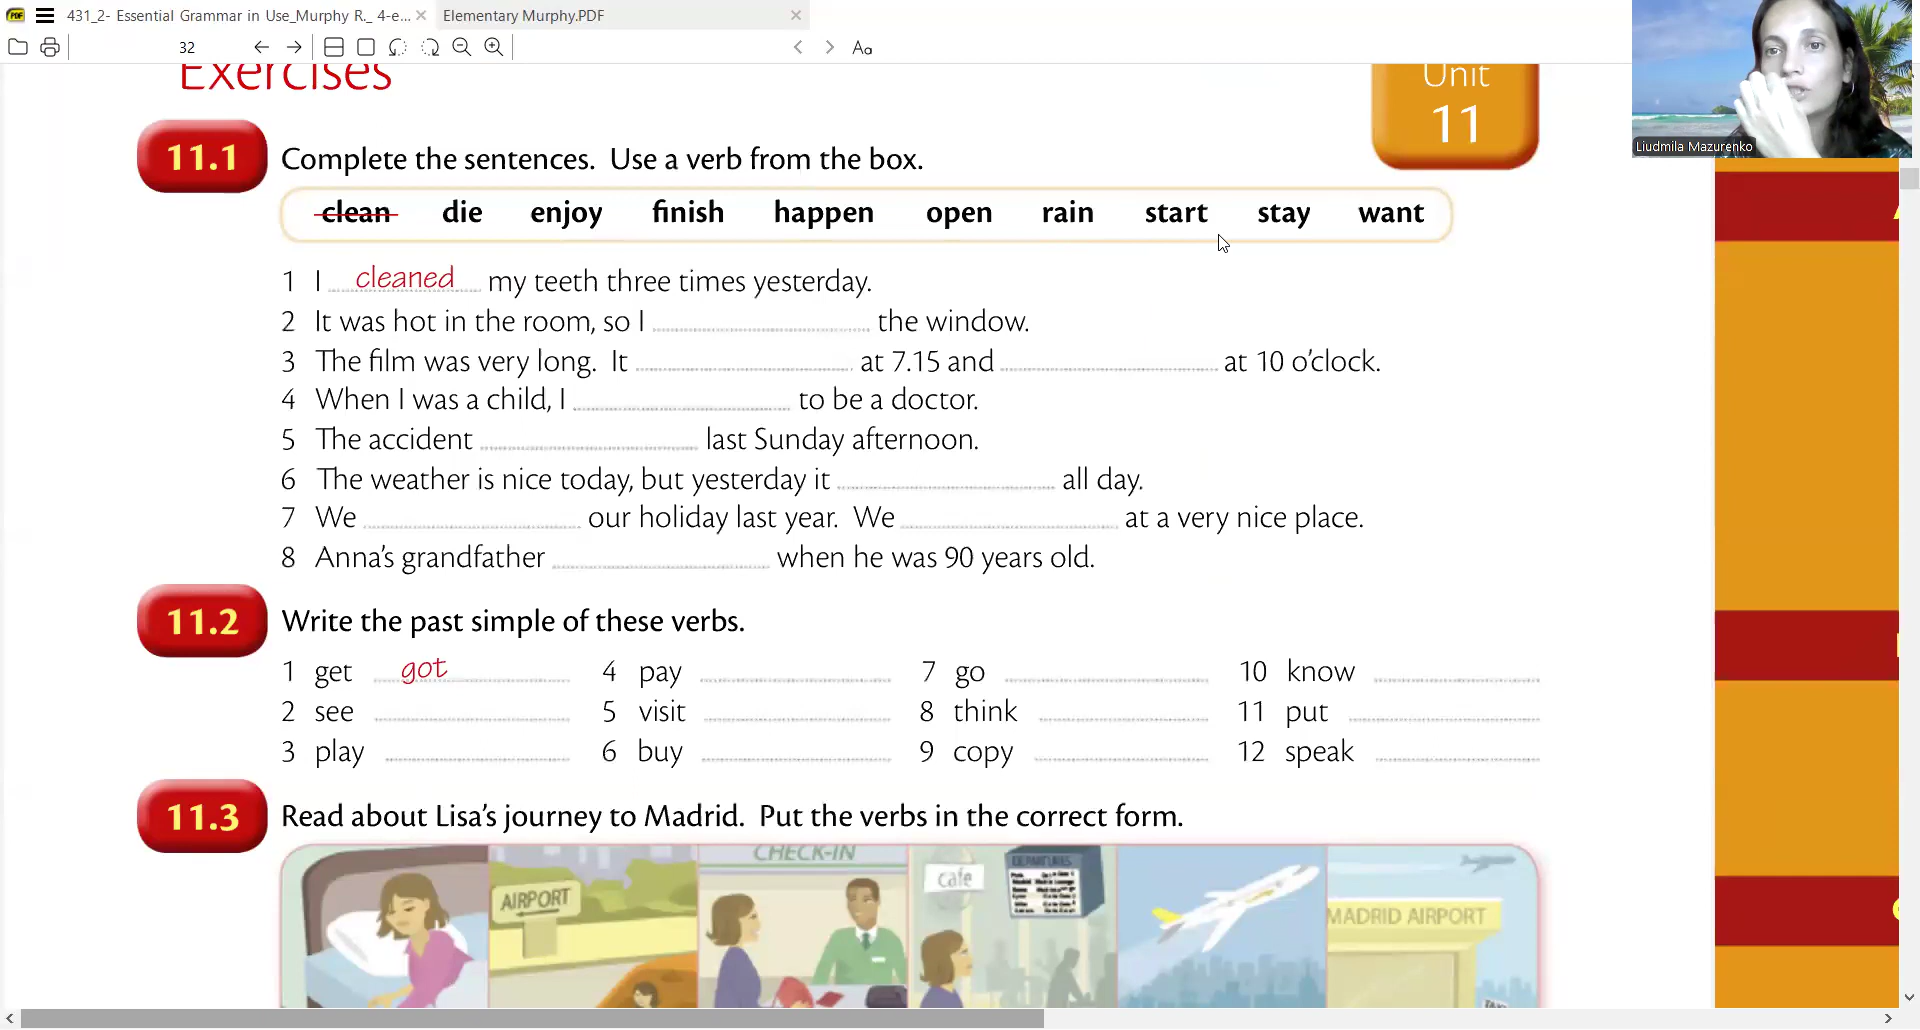 431_2- Essential Grammar in Use_Murphy R._ 4-e...
Elementary Murphy.PDF
32
Aa
Exercises
Unit
11
Liudmila Mazurenko
11.1 Complete the sentences. Use a verb from the box.
clean die enjoy finish happen open rain start stay want
1 I cleaned my teeth three times yesterday.
2 It was hot in the room, so I the window.
3 The film was very long. It at 7.15 and at 10 o'clock.
4 When I was a child, I to be a doctor.
5 The accident last Sunday afternoon.
6 The weather is nice today, but yesterday it all day.
7 We our holiday last year. We at a very nice place.
8 Anna's grandfather when he was 90 years old.
11.2 Write the past simple of these verbs.
1 get got 4 pay 7 go 10 know
2 see 5 visit 8 think 11 put
3 play 6 buy 9 copy 12 speak
11.3 Read about Lisa's journey to Madrid. Put the verbs in the correct form.
CHECK-IN
AIRPORT
Cafe
DEPARTURES
MADRID AIRPORT